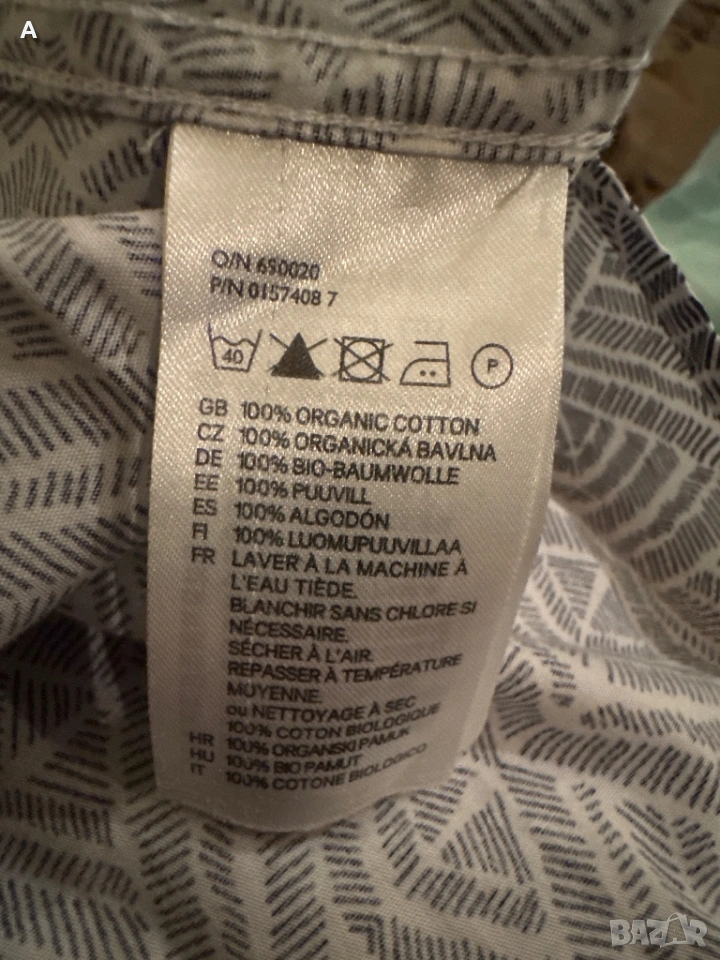 A
O/N 650020
P/N 0157408 7
40
P
GB 100% ORGANIC COTTON
CZ 100% ORGANICKÁ BAVLNA
DE 100% BIO-BAUMWOLLE
EE 100% PUUVILL
ES 100% ALGODÓN
FI 100% LUOMUPUUVILLAA
FR LAVER À LA MACHINE À
L'EAU TIÈDE.
BLANCHIR SANS CHLORE SI
NÉCESSAIRE.
SÉCHER À L'AIR.
REPASSER À TEMPÉRATURE
MOYENNE.
ou NETTOYAGE À SEC
100% COTON BIOLOGIQUE
HR 100% ORGANSKI PAMUK
HU 100% BIO PAMUT
IT 100% COTONE BIOLOGICO
BAZAR